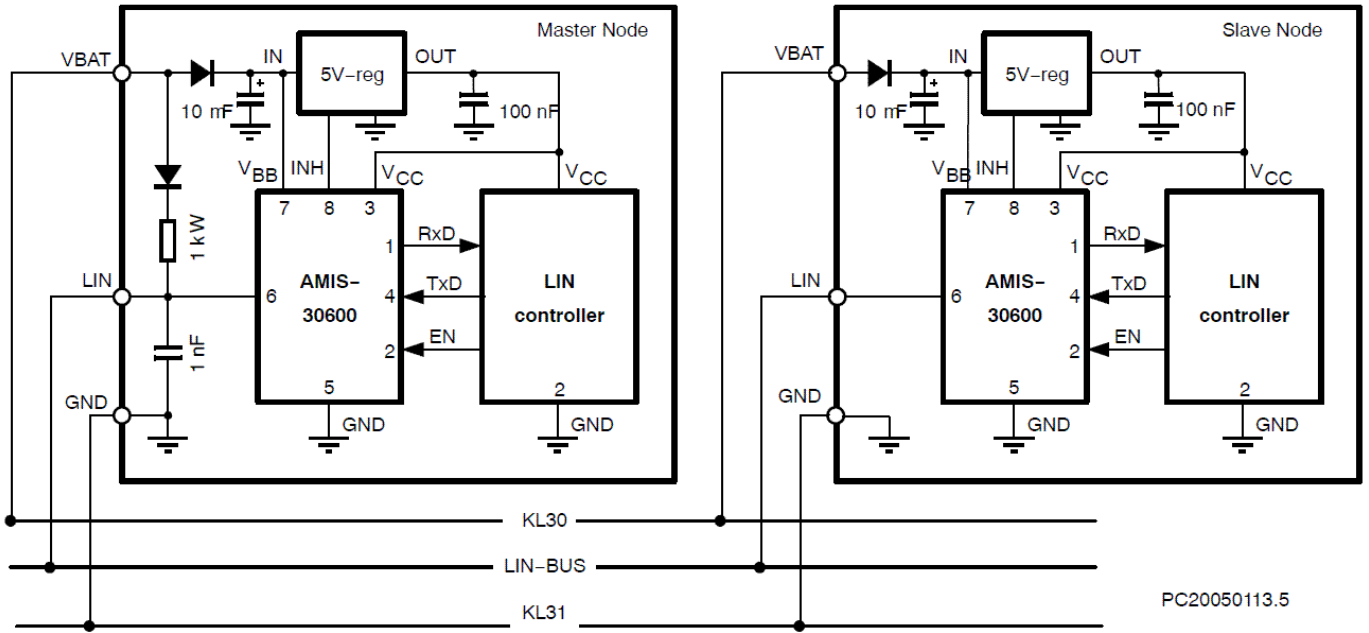 Master Node
VBAT
IN
5V-reg
OUT
+
10 mF
100 nF
VBB
INH
VCC
VCC
7
8
3
1 kW
1
RxD
LIN
6
AMIS-
30600
4
TxD
LIN
controller
2
EN
1 nF
5
2
GND
GND
GND
Slave Node
VBAT
IN
5V-reg
OUT
+
10 mF
100 nF
VBB
INH
VCC
VCC
7
8
3
1
RxD
LIN
6
AMIS-
30600
4
TxD
LIN
controller
2
EN
5
2
GND
GND
GND
KL30
LIN-BUS
KL31
PC20050113.5